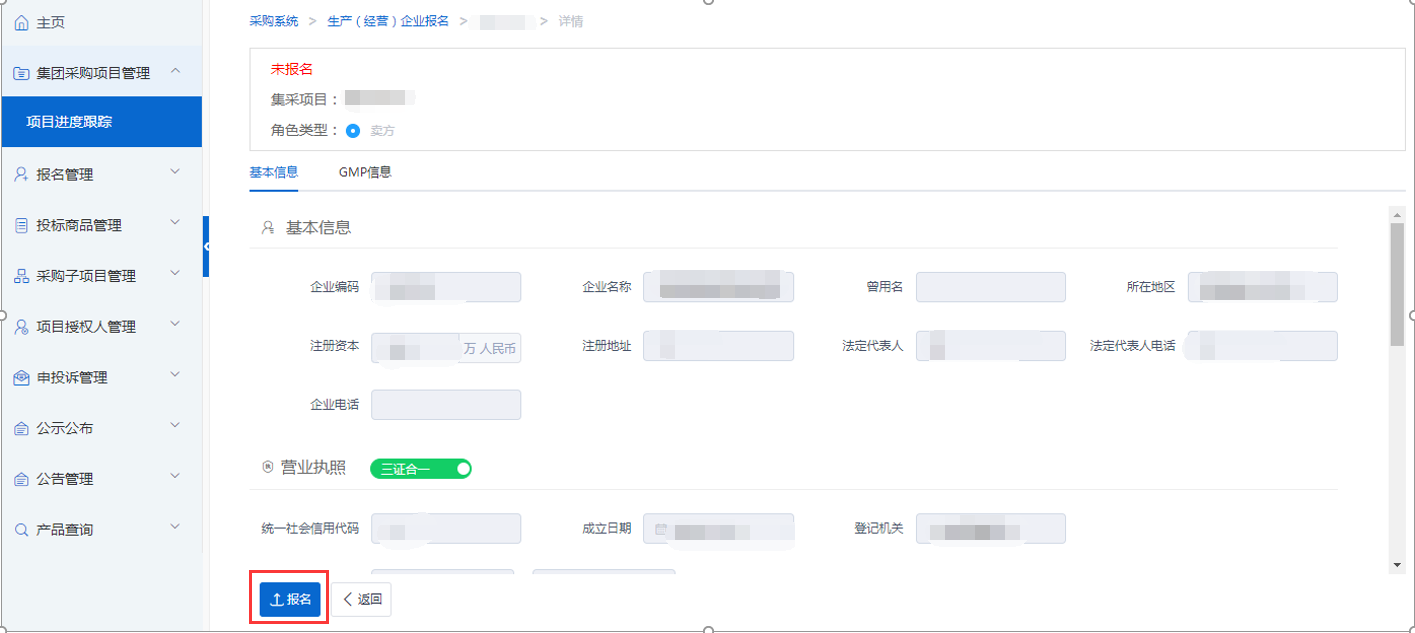 主页
集团采购项目管理
项目进度跟踪
报名管理
投标商品管理
采购子项目管理
项目授权人管理
申投诉管理
公示公布
公告管理
产品查询
采购系统 > 生产(经营)企业报名 > > 详情
未报名
集采项目：
角色类型： 卖方
基本信息 GMP信息
基本信息
企业编码 企业名称 曾用名 所在地区
注册资本 万 人民币 注册地址 法定代表人 法定代表人电话
企业电话
营业执照 三证合一
统一社会信用代码 成立日期 登记机关
报名 返回